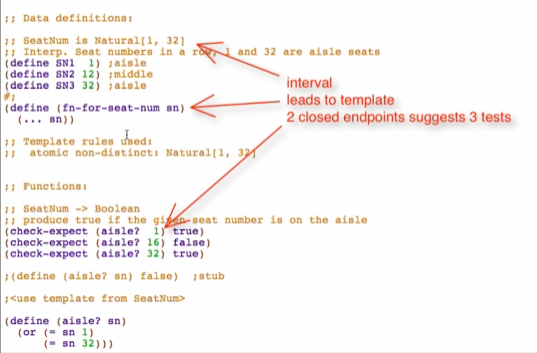 ;; Data definitions:
;; SeatNum is Natural[1, 32]
;; Interp. Seat numbers in a row, 1 and 32 are aisle seats
(define SN1  1) ;aisle
(define SN2 12) ;middle
(define SN3 32) ;aisle
#;
(define (fn-for-seat-num sn)
  (... sn))
interval
leads to template
2 closed endpoints suggests 3 tests
;; Template rules used:
;;  atomic non-distinct: Natural[1, 32]
;; Functions:
;; SeatNum -> Boolean
;; produce true if the given seat number is on the aisle
(check-expect (aisle?  1) true)
(check-expect (aisle? 16) false)
(check-expect (aisle? 32) true)
;(define (aisle? sn) false)  ;stub
;<use template from SeatNum>
(define (aisle? sn)
  (or (= sn 1)
      (= sn 32)))